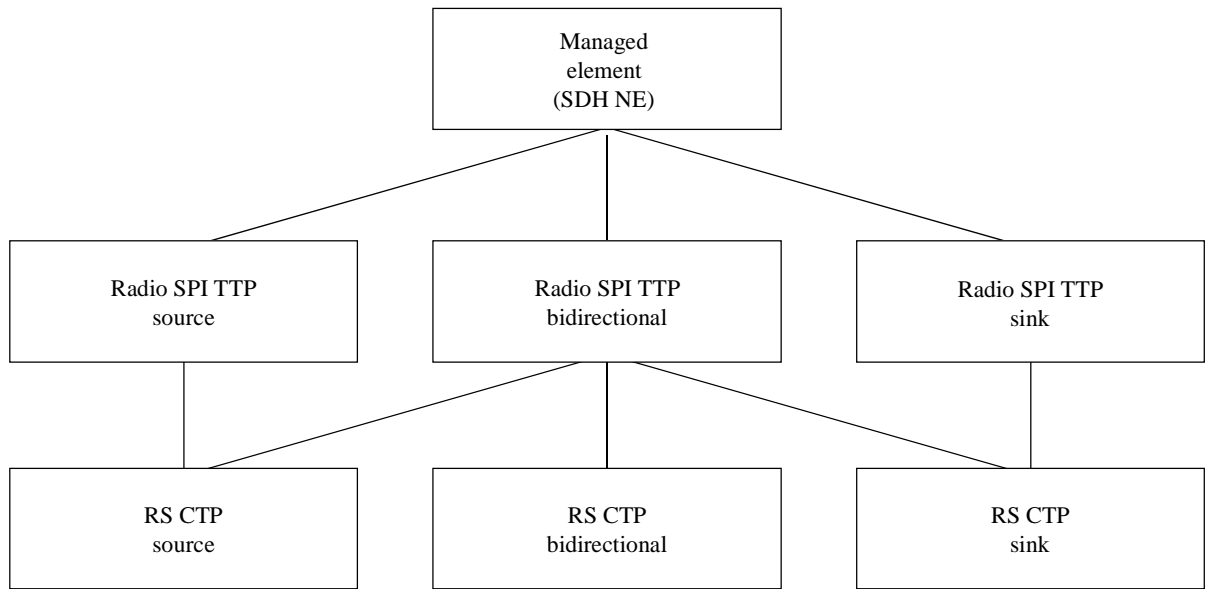 Managed
element
(SDH NE)
Radio SPI TTP
source
Radio SPI TTP
bidirectional
Radio SPI TTP
sink
RS CTP
source
RS CTP
bidirectional
RS CTP
sink